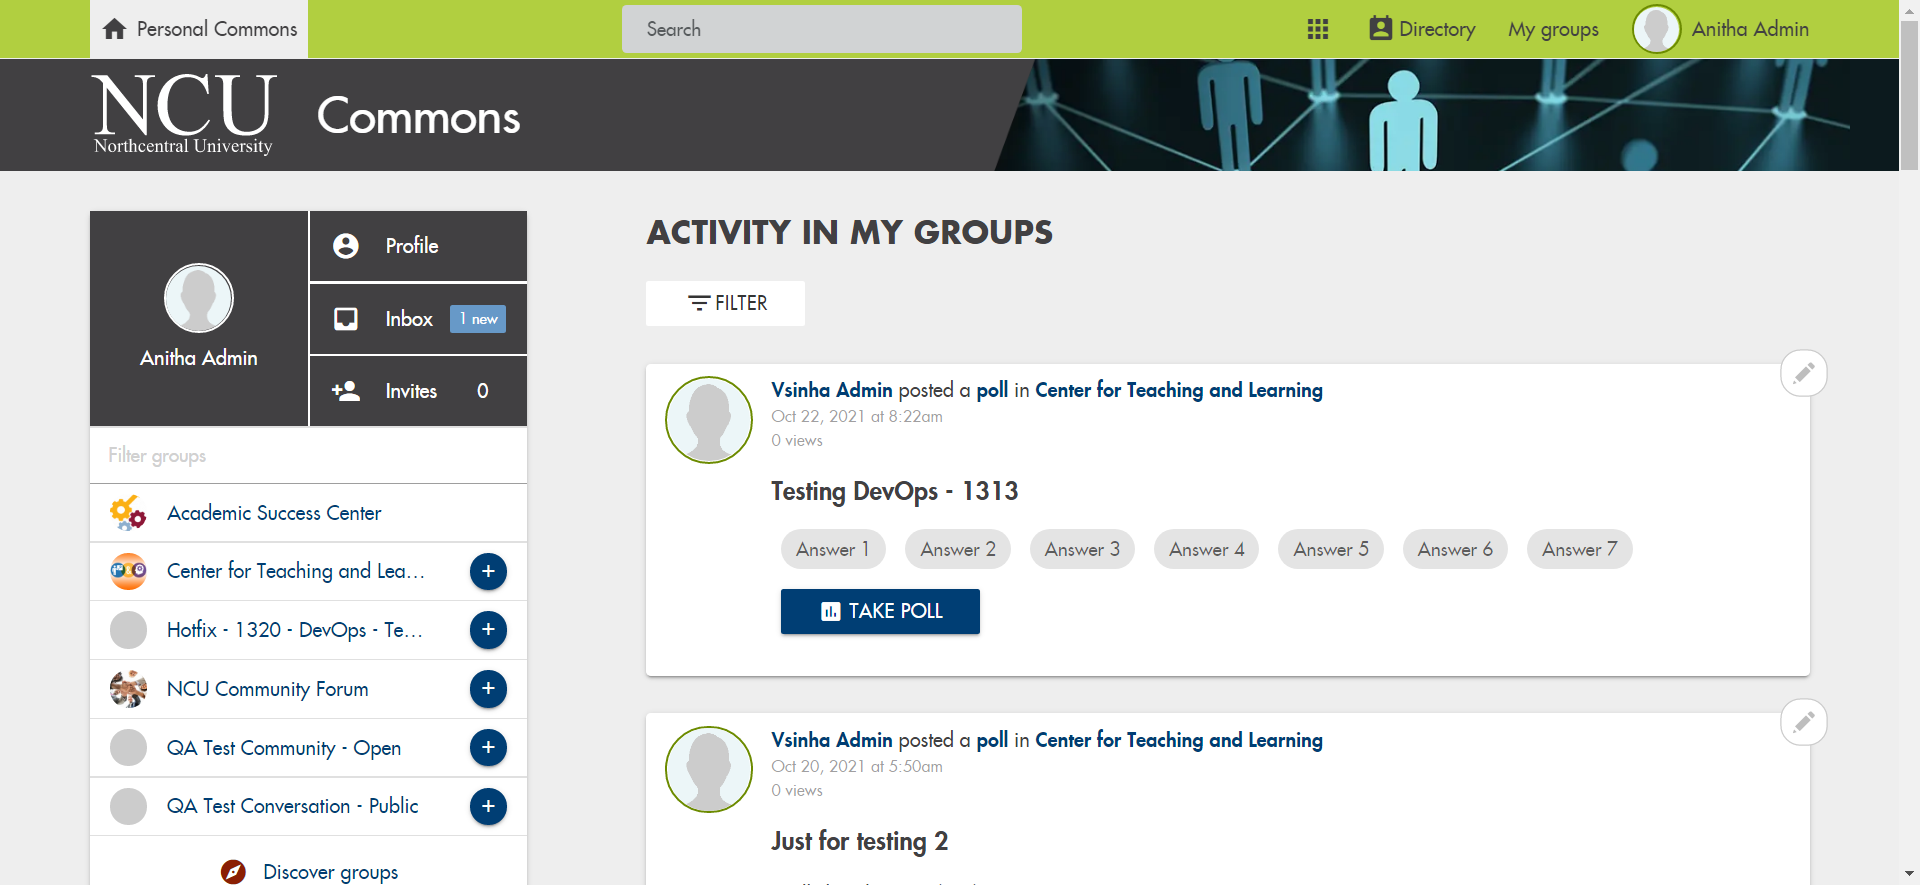 Personal Commons
Search
Directory
My groups
Anitha Admin
NCU
Northcentral University
Commons
Anitha Admin
Profile
Inbox 1 new
Invites 0
Filter groups
Academic Success Center
Center for Teaching and Lea...
Hotfix - 1320 - DevOps - Te...
NCU Community Forum
QA Test Community - Open
QA Test Conversation - Public
Discover groups
ACTIVITY IN MY GROUPS
FILTER
Vsinha Admin posted a poll in Center for Teaching and Learning
Oct 22, 2021 at 8:22am
0 views
Testing DevOps - 1313
Answer 1 Answer 2 Answer 3 Answer 4 Answer 5 Answer 6 Answer 7
TAKE POLL
Vsinha Admin posted a poll in Center for Teaching and Learning
Oct 20, 2021 at 5:50am
0 views
Just for testing 2